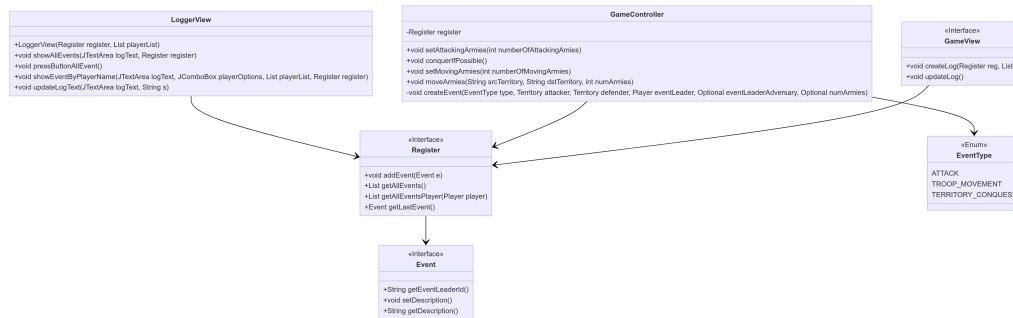 LoggerView
+LoggerView(Register register, List playerList)
+void showAllEvents(JTextArea logText, Register register)
+void pressButtonAllEvent()
+void showEventByPlayerName(JTextArea logText, JComboBox playerOptions, List playerList, Register register)
+void updateLogText(JTextArea logText, String s)
GameController
-Register register
+void setAttackingArmies(int numberOfAttackingAmies)
+void conquerIfPossible()
+void setMovingArmies(int numberOfMovingArmies)
+void moveArmies(String srcTerritory, String dstTerritory, int numArmies)
-void createEvent(EventType type, Territory attacker, Territory defender, Player eventLeader, Optional eventLeaderAdversary, Optional numArmies)
«Interface»
GameView
+void createLog(Register reg, List
+void updateLog()
«Interface»
Register
+void addEvent(Event e)
+List getAllEvents()
+List getAllEventsPlayer(Player player)
+Event getLastEvent()
«Enum»
EventType
ATTACK
TROOP_MOVEMENT
TERRITORY_CONQUES
«Interface»
Event
+String getEventLeaderId()
+void setDescription()
+String getDescription()